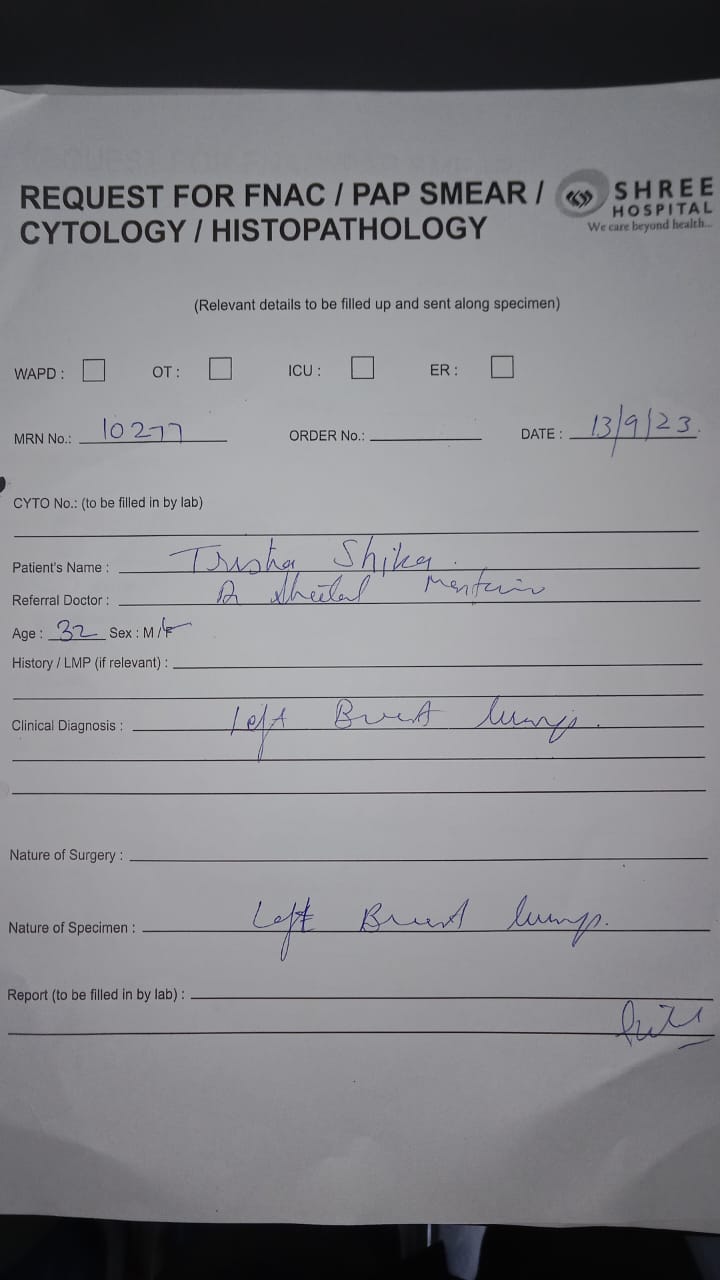 REQUEST FOR FNAC / PAP SMEAR /
CYTOLOGY / HISTOPATHOLOGY
SHREE
HOSPITAL
We care beyond health...
(Relevant details to be filled up and sent along specimen)
WAPD : OT : ICU : ER :
MRN No.: 10277 ORDER No.: DATE : 13/9/23.
CYTO No.: (to be filled in by lab)
Patient's Name : Trisha Shika.
Referral Doctor : Dr Sheetal
Age : 32 Sex : M / F
History / LMP (if relevant) :
Clinical Diagnosis : Left Breast lump.
Nature of Surgery :
Nature of Specimen : Left Breast lump.
Report (to be filled in by lab) :